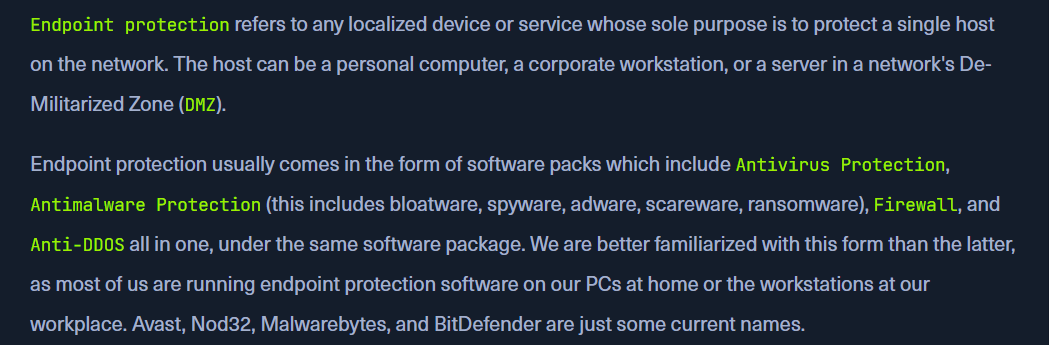 Endpoint protection refers to any localized device or service whose sole purpose is to protect a single host
on the network. The host can be a personal computer, a corporate workstation, or a server in a network's De-
Militarized Zone (DMZ).
Endpoint protection usually comes in the form of software packs which include Antivirus Protection,
Antimalware Protection (this includes bloatware, spyware, adware, scareware, ransomware), Firewall, and
Anti-DDOS all in one, under the same software package. We are better familiarized with this form than the latter,
as most of us are running endpoint protection software on our PCs at home or the workstations at our
workplace. Avast, Nod32, Malwarebytes, and BitDefender are just some current names.